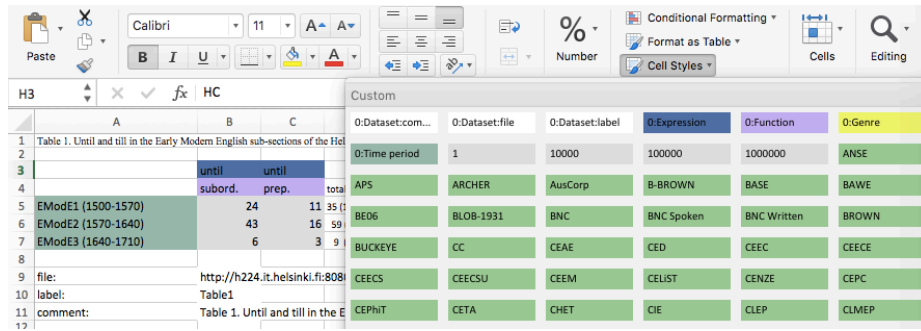 Paste
Calibri 11 A A
B I U A
% Number
Conditional Formatting
Format as Table
Cell Styles
Cells
Editing
H3 fx HC
A B C
1 Table 1. Until and till in the Early Modern English sub-sections of the Hel
2
3 until until
4 subord. prep. total
5 EModE1 (1500-1570) 24 11 35
6 EModE2 (1570-1640) 43 16 59
7 EModE3 (1640-1710) 6 3 9
8
9 file: http://h224.it.helsinki.fi:808
10 label: Table1
11 comment: Table 1. Until and till in the E
12
Custom
0:Dataset:com... 0:Dataset:file 0:Dataset:label 0:Expression 0:Function 0:Genre
0:Time period 1 10000 100000 1000000 ANSE
APS ARCHER AusCorp B-BROWN BASE BAWE
BE06 BLOB-1931 BNC BNC Spoken BNC Written BROWN
BUCKEYE CC CEAE CED CEEC CEECE
CEECS CEECSU CEEM CELiST CENZE CEPC
CEPhiT CETA CHET CIE CLEP CLMEP